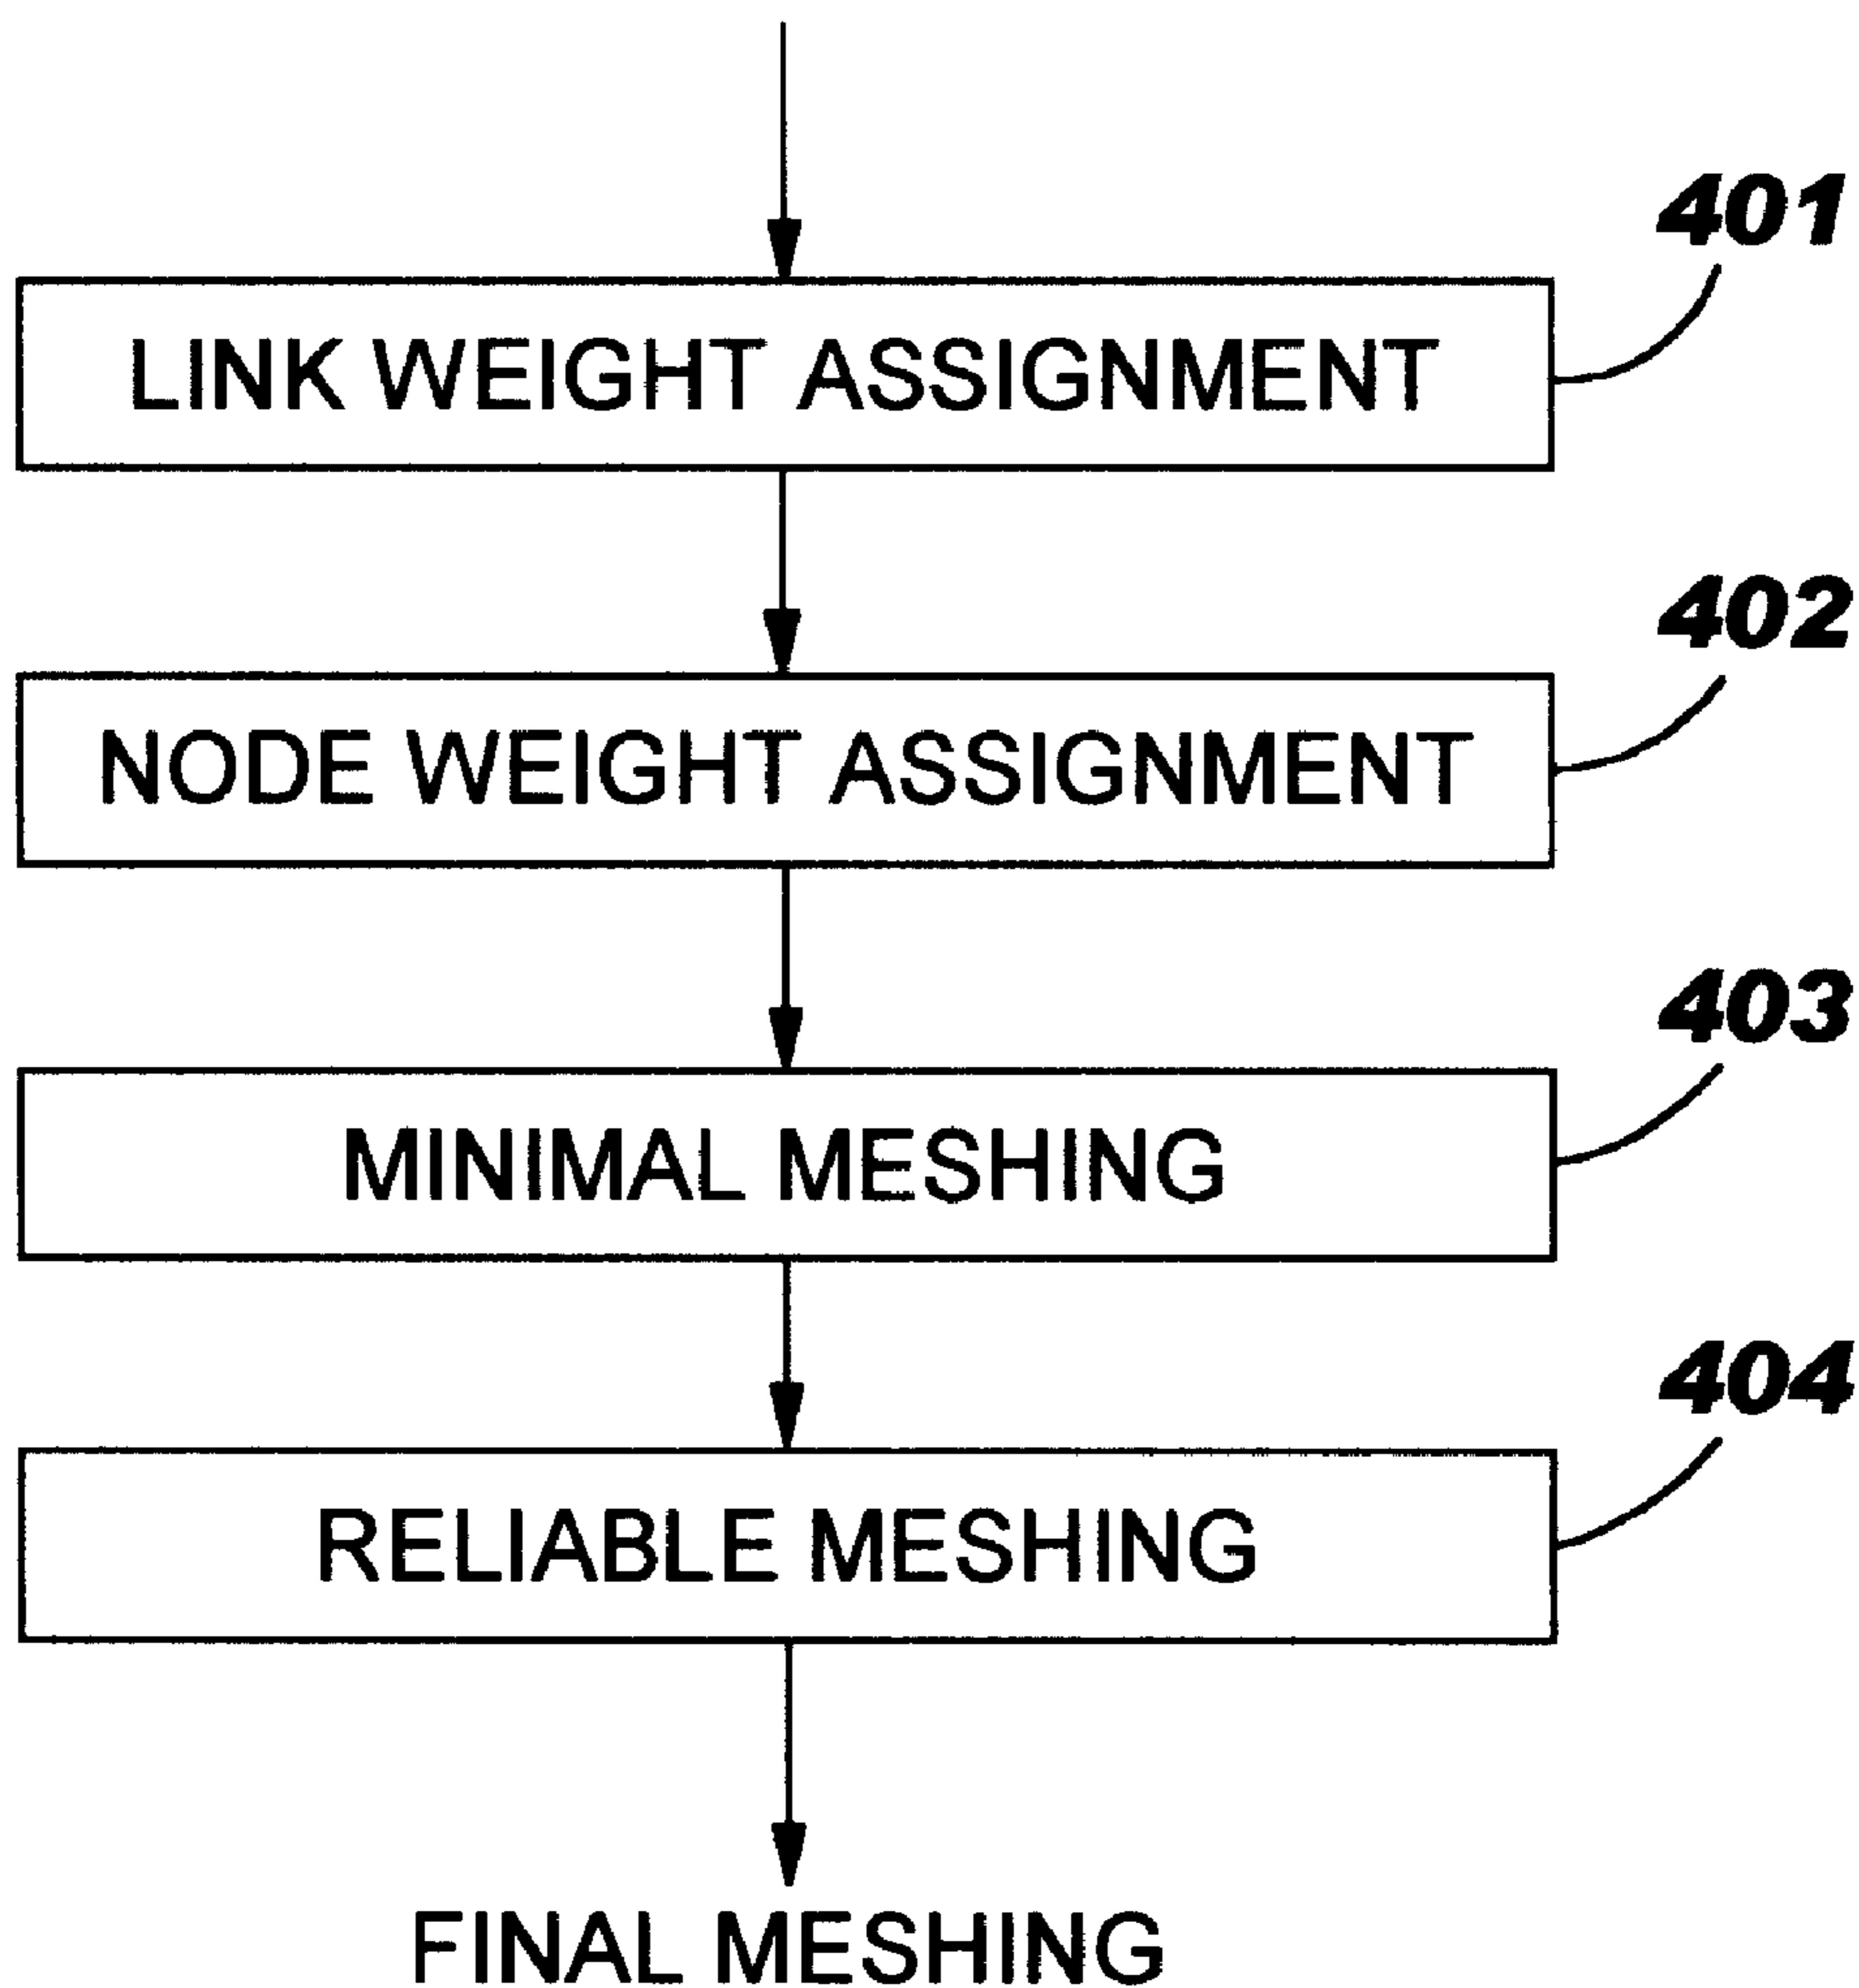 401
LINK WEIGHT ASSIGNMENT
402
NODE WEIGHT ASSIGNMENT
403
MINIMAL MESHING
404
RELIABLE MESHING
FINAL MESHING